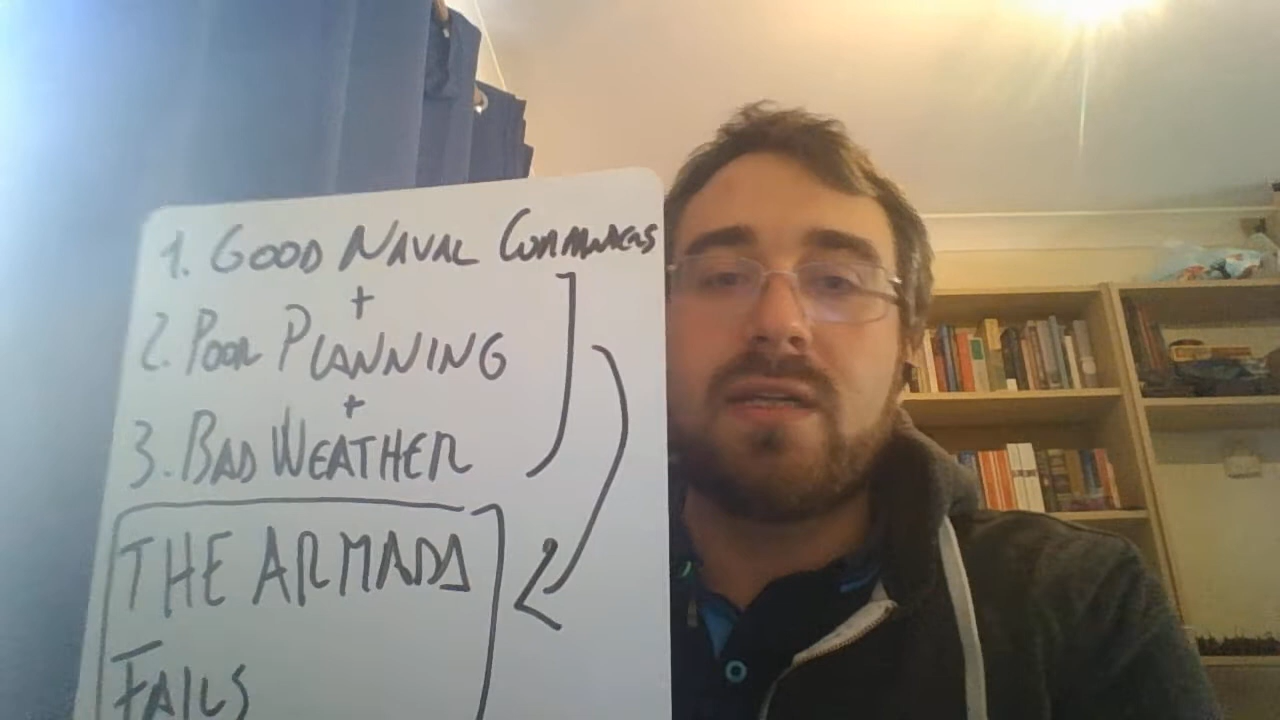 1. GOOD NAVAL COMMANDERS
+
2. POOR PLANNING
+
3. BAD WEATHER
THE ARMADA
FAILS